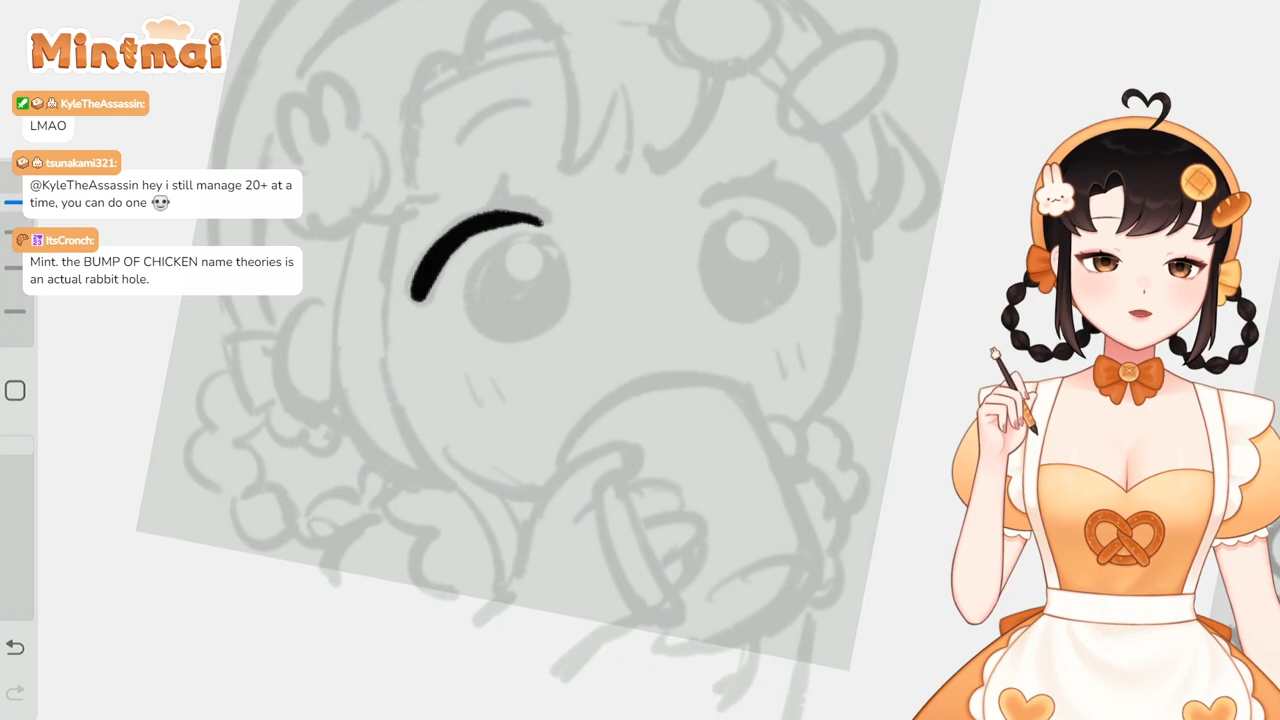 Mintmai
KyleTheAssassin:
LMAO
tsunakami321:
@KyleTheAssassin hey i still manage 20+ at a
time, you can do one
ItsCronch:
Mint. the BUMP OF CHICKEN name theories is
an actual rabbit hole.